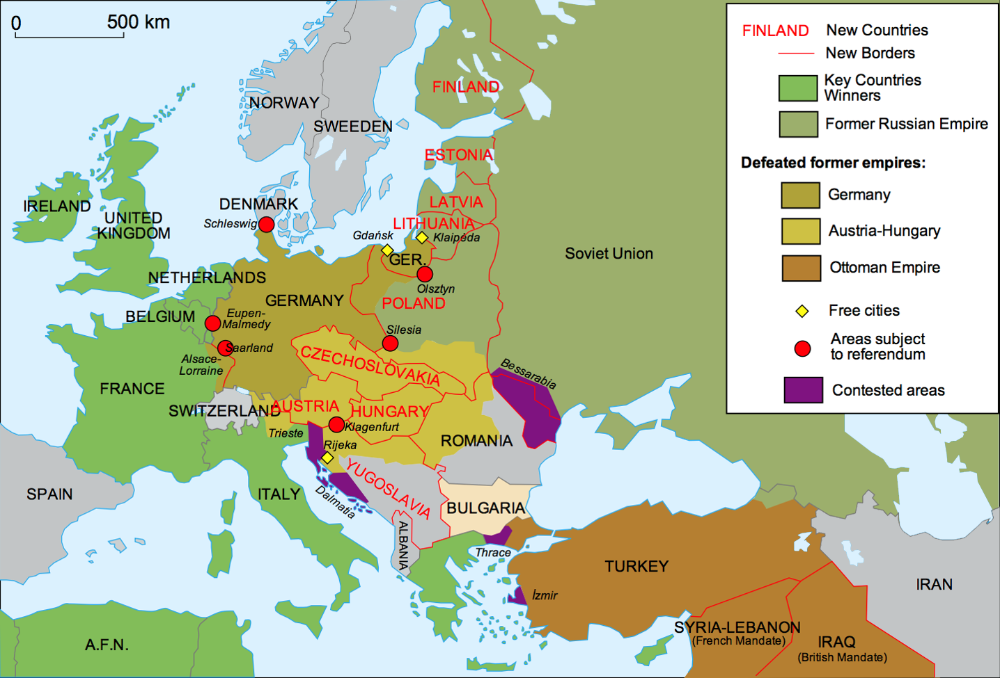 0
500 km
FINLAND
New Countries
New Borders
Key Countries
Winners
Former Russian Empire
Defeated former empires:
Germany
Austria-Hungary
Ottoman Empire
Free cities
Areas subject
to referendum
Contested areas
NORWAY
SWEEDEN
FINLAND
ESTONIA
LATVIA
LITHUANIA
IRELAND
UNITED
KINGDOM
DENMARK
Schleswig
Gdańsk
Klaipėda
GER.
Olsztyn
Soviet Union
NETHERLANDS
GERMANY
POLAND
BELGIUM
Eupen-
Malmedy
Silesia
Saarland
Alsace-
Lorraine
CZECHOSLOVAKIA
Bessarabia
FRANCE
SWITZERLAND
AUSTRIA
HUNGARY
Klagenfurt
Trieste
Rijeka
ROMANIA
YUGOSLAVIA
Dalmatia
SPAIN
ITALY
BULGARIA
ALBANIA
Thrace
TURKEY
İzmir
IRAN
SYRIA-LEBANON
(French Mandate)
IRAQ
(British Mandate)
A.F.N.